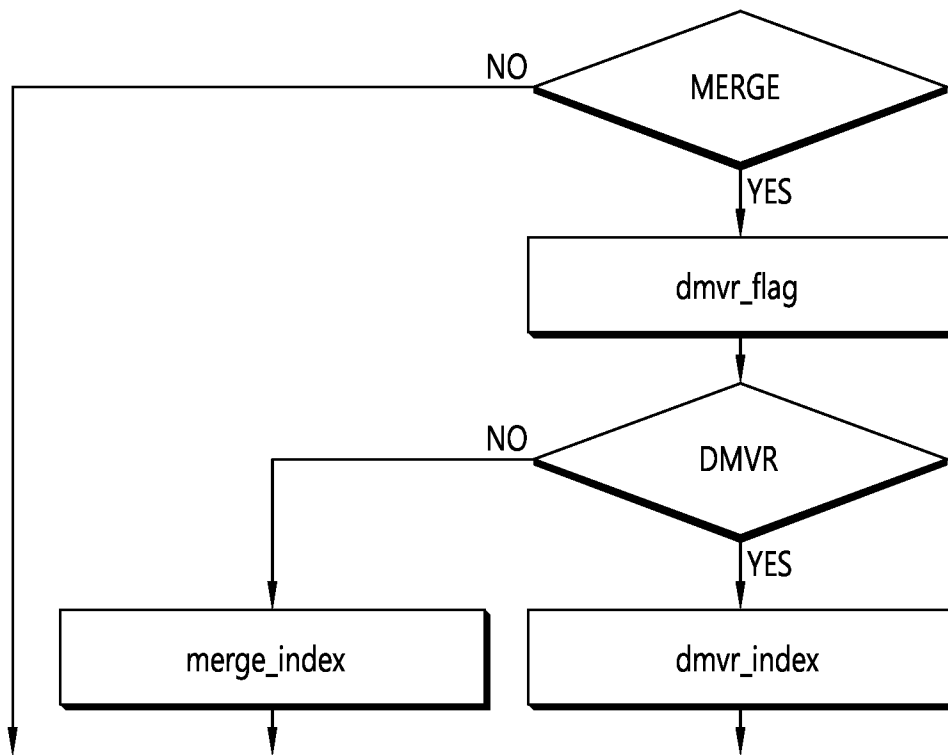 NO
MERGE
YES
dmvr_flag
NO
DMVR
YES
merge_index
dmvr_index